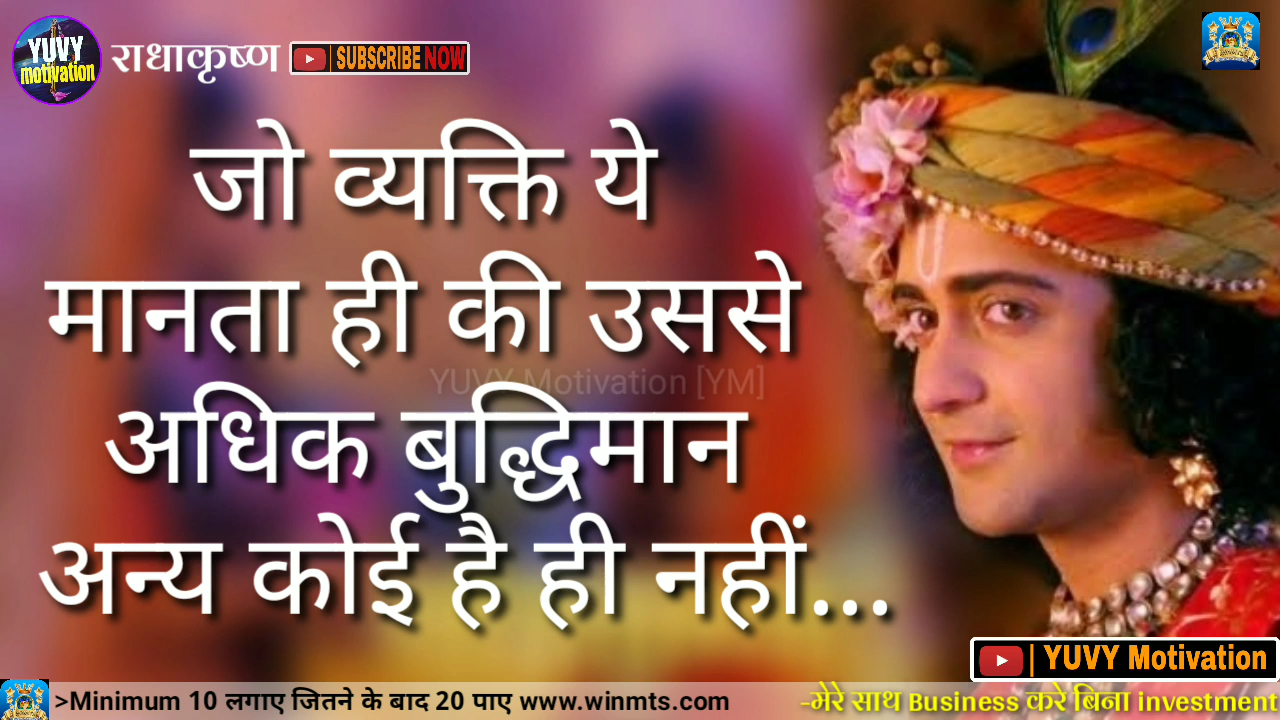 YUVY
motivation
राधाकृष्ण
SUBSCRIBE NOW
जो व्यक्ति ये
मानता ही की उससे
YUVY Motivation [YM]
अधिक बुद्धिमान
अन्य कोई है ही नहीं...
| YUVY Motivation
>Minimum 10 लगाए जितने के बाद 20 पाए www.winmts.com
-मेरे साथ Business करे बिना investment